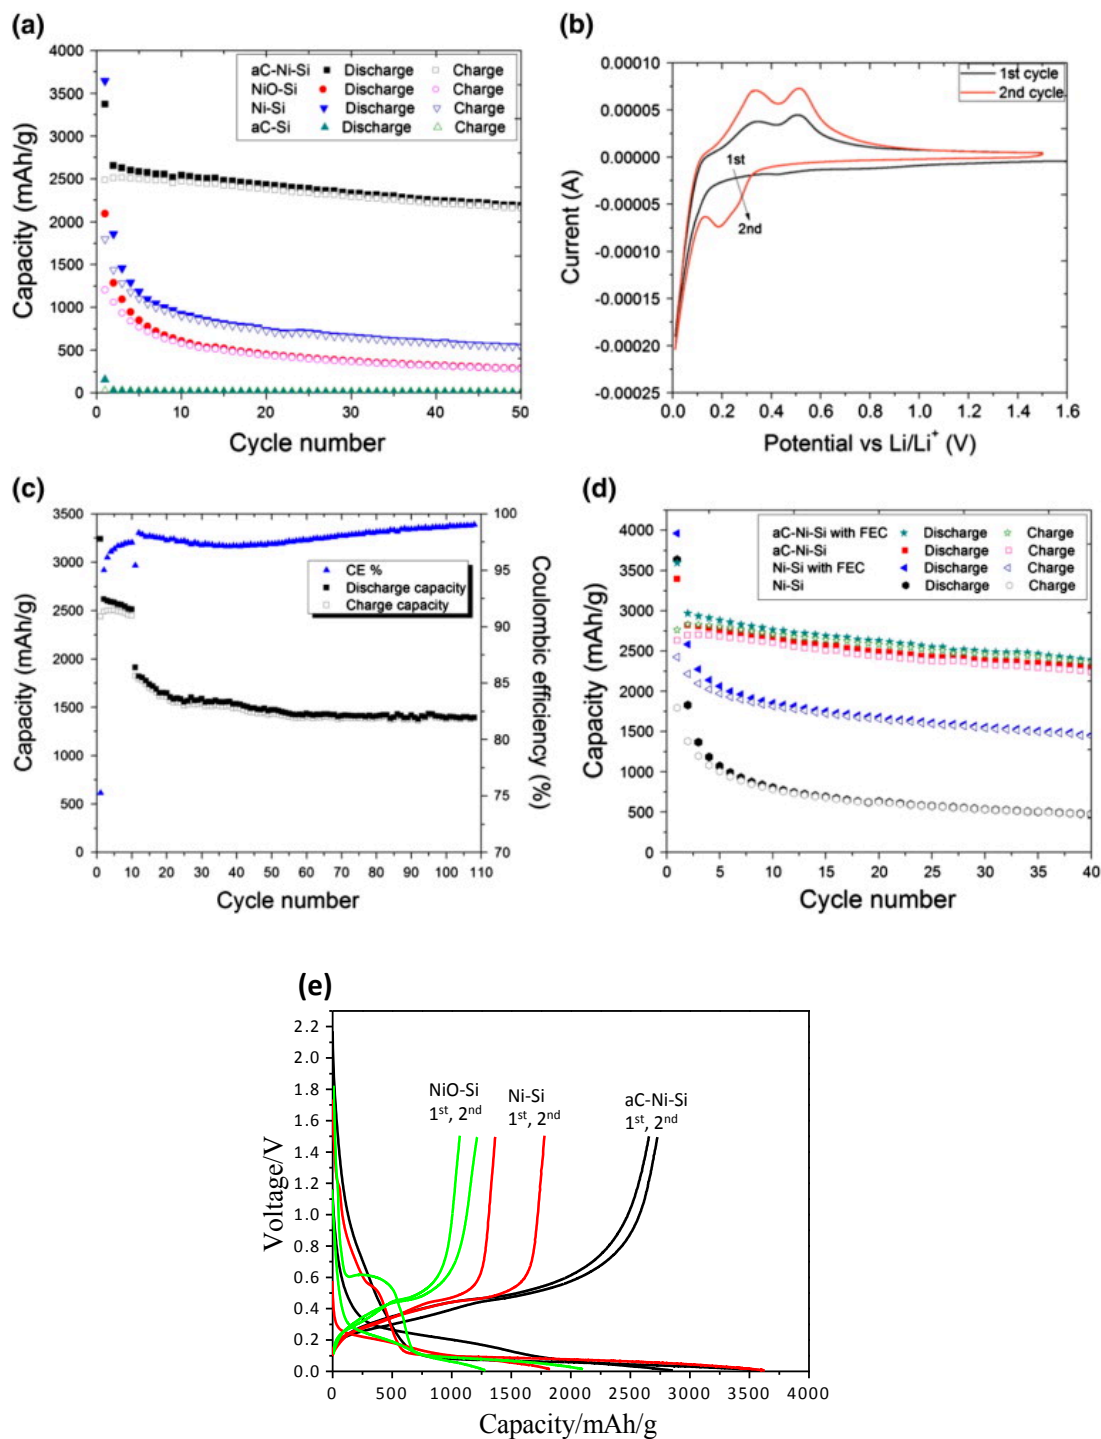 (a)
4000
3500
3000
2500
2000
1500
1000
500
0
0
10
20
30
40
50
Capacity (mAh/g)
Cycle number
aC-Ni-Si Discharge Charge
NiO-Si Discharge Charge
Ni-Si Discharge Charge
aC-Si Discharge Charge
(b)
0.00010
0.00005
0.00000
-0.00005
-0.00010
-0.00015
-0.00020
-0.00025
0.0
0.2
0.4
0.6
0.8
1.0
1.2
1.4
1.6
Current (A)
Potential vs Li/Li+ (V)
1st cycle
2nd cycle
1st
2nd
(c)
3500
3000
2500
2000
1500
1000
500
0
0
10
20
30
40
50
60
70
80
90
100
110
100
95
90
85
80
75
70
Capacity (mAh/g)
Coulombic efficiency (%)
Cycle number
CE %
Discharge capacity
Charge capacity
(d)
4000
3500
3000
2500
2000
1500
1000
500
0
0
5
10
15
20
25
30
35
40
Capacity (mAh/g)
Cycle number
aC-Ni-Si with FEC Discharge Charge
aC-Ni-Si Discharge Charge
Ni-Si with FEC Discharge Charge
Ni-Si Discharge Charge
(e)
2.2
2.0
1.8
1.6
1.4
1.2
1.0
0.8
0.6
0.4
0.2
0.0
0
500
1000
1500
2000
2500
3000
3500
4000
Voltage/V
Capacity/mAh/g
NiO-Si
1st, 2nd
Ni-Si
1st, 2nd
aC-Ni-Si
1st, 2nd